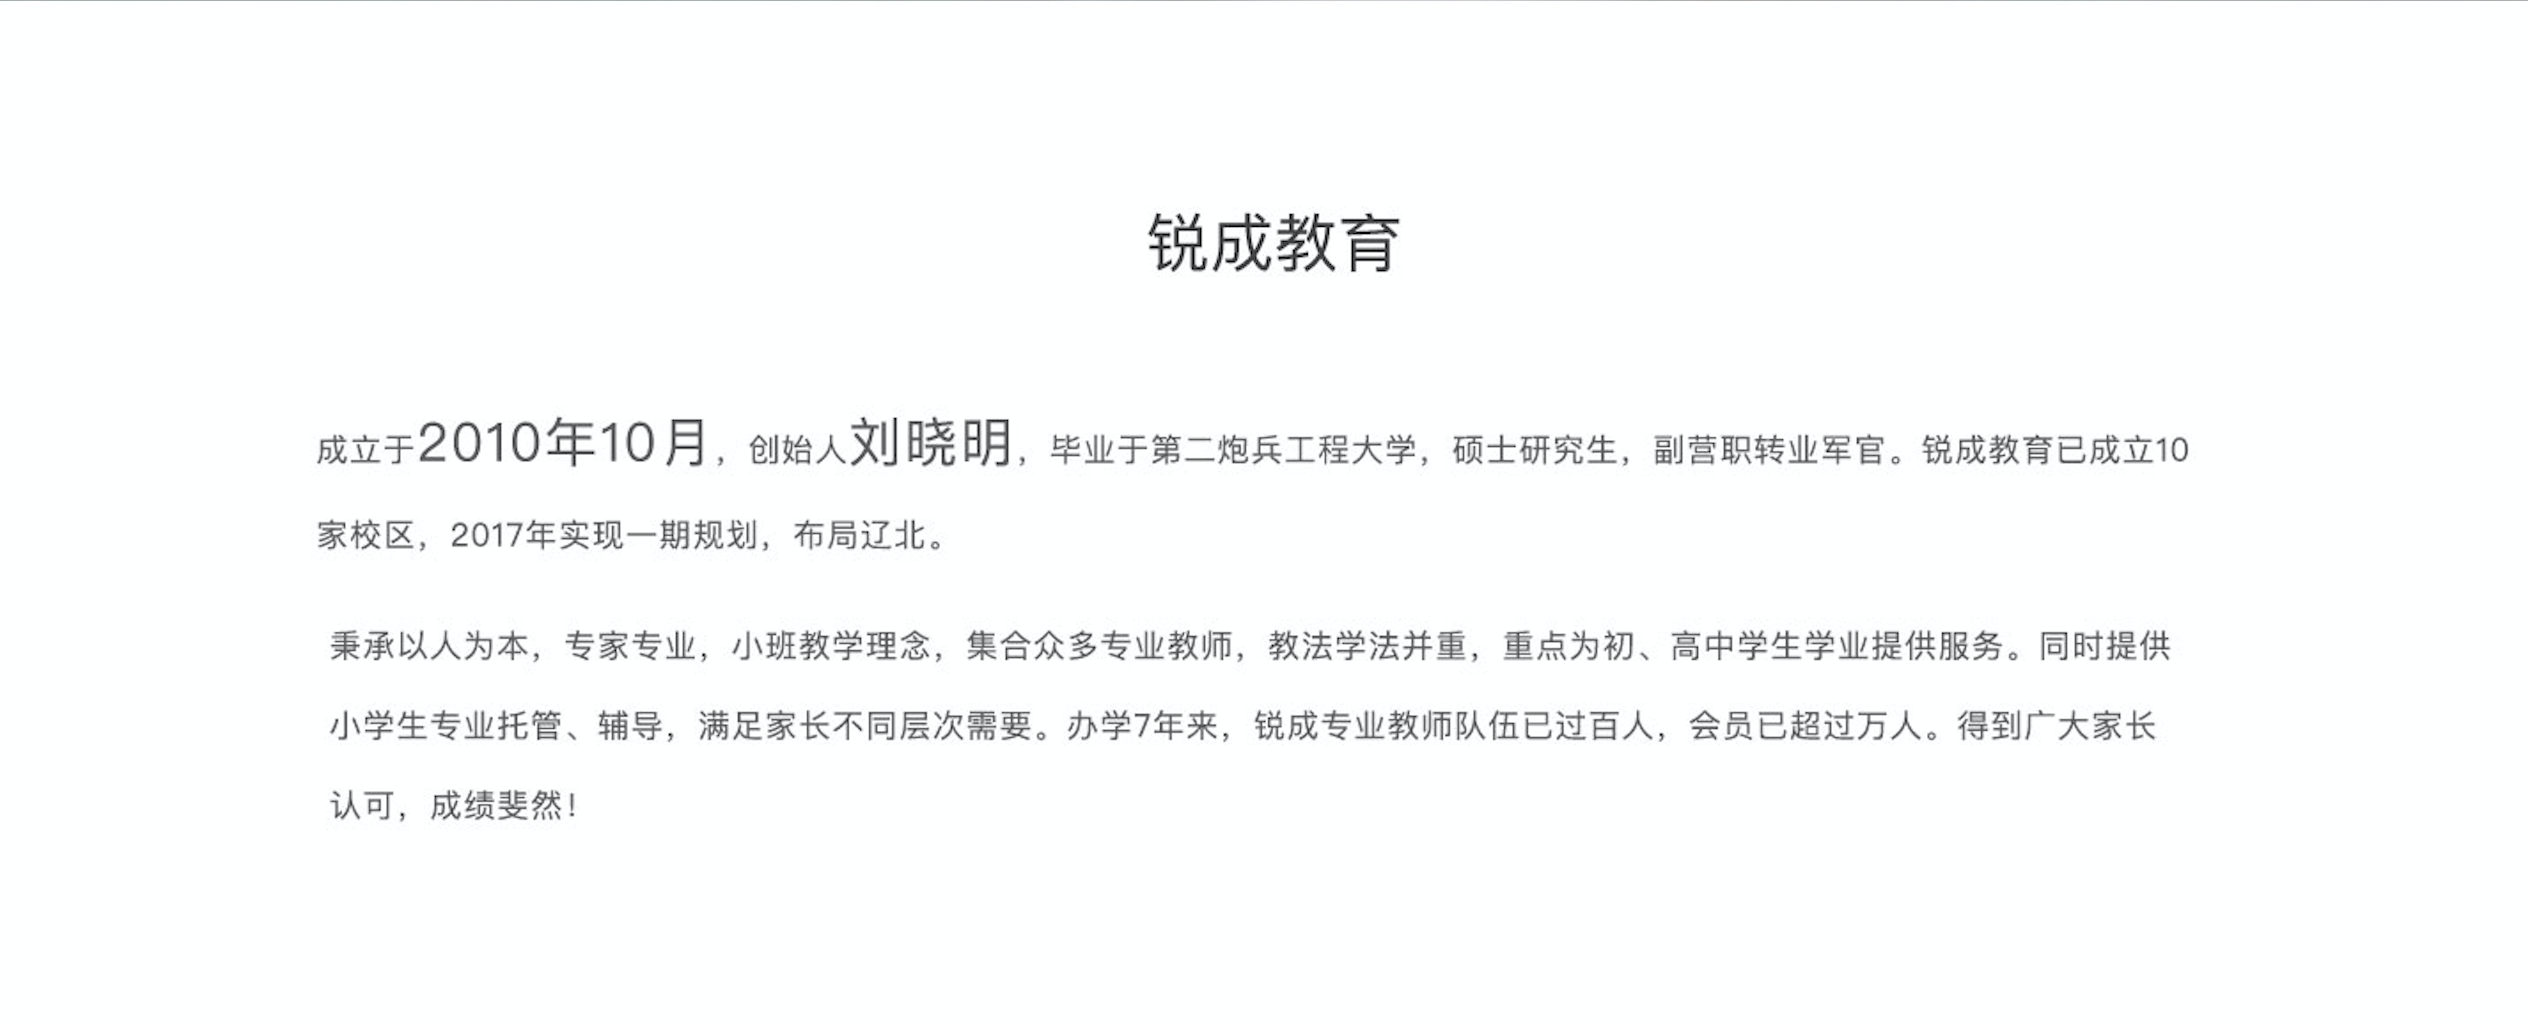 锐成教育
成立于2010年10月，创始人刘晓明，毕业于第二炮兵工程大学，硕士研究生，副营职转业军官。锐成教育已成立10
家校区，2017年实现一期规划，布局辽北。
秉承以人为本，专家专业，小班教学理念，集合众多专业教师，教法学法并重，重点为初、高中学生学业提供服务。同时提供
小学生专业托管、辅导，满足家长不同层次需要。办学7年来，锐成专业教师队伍已过百人，会员已超过万人。得到广大家长
认可，成绩斐然！